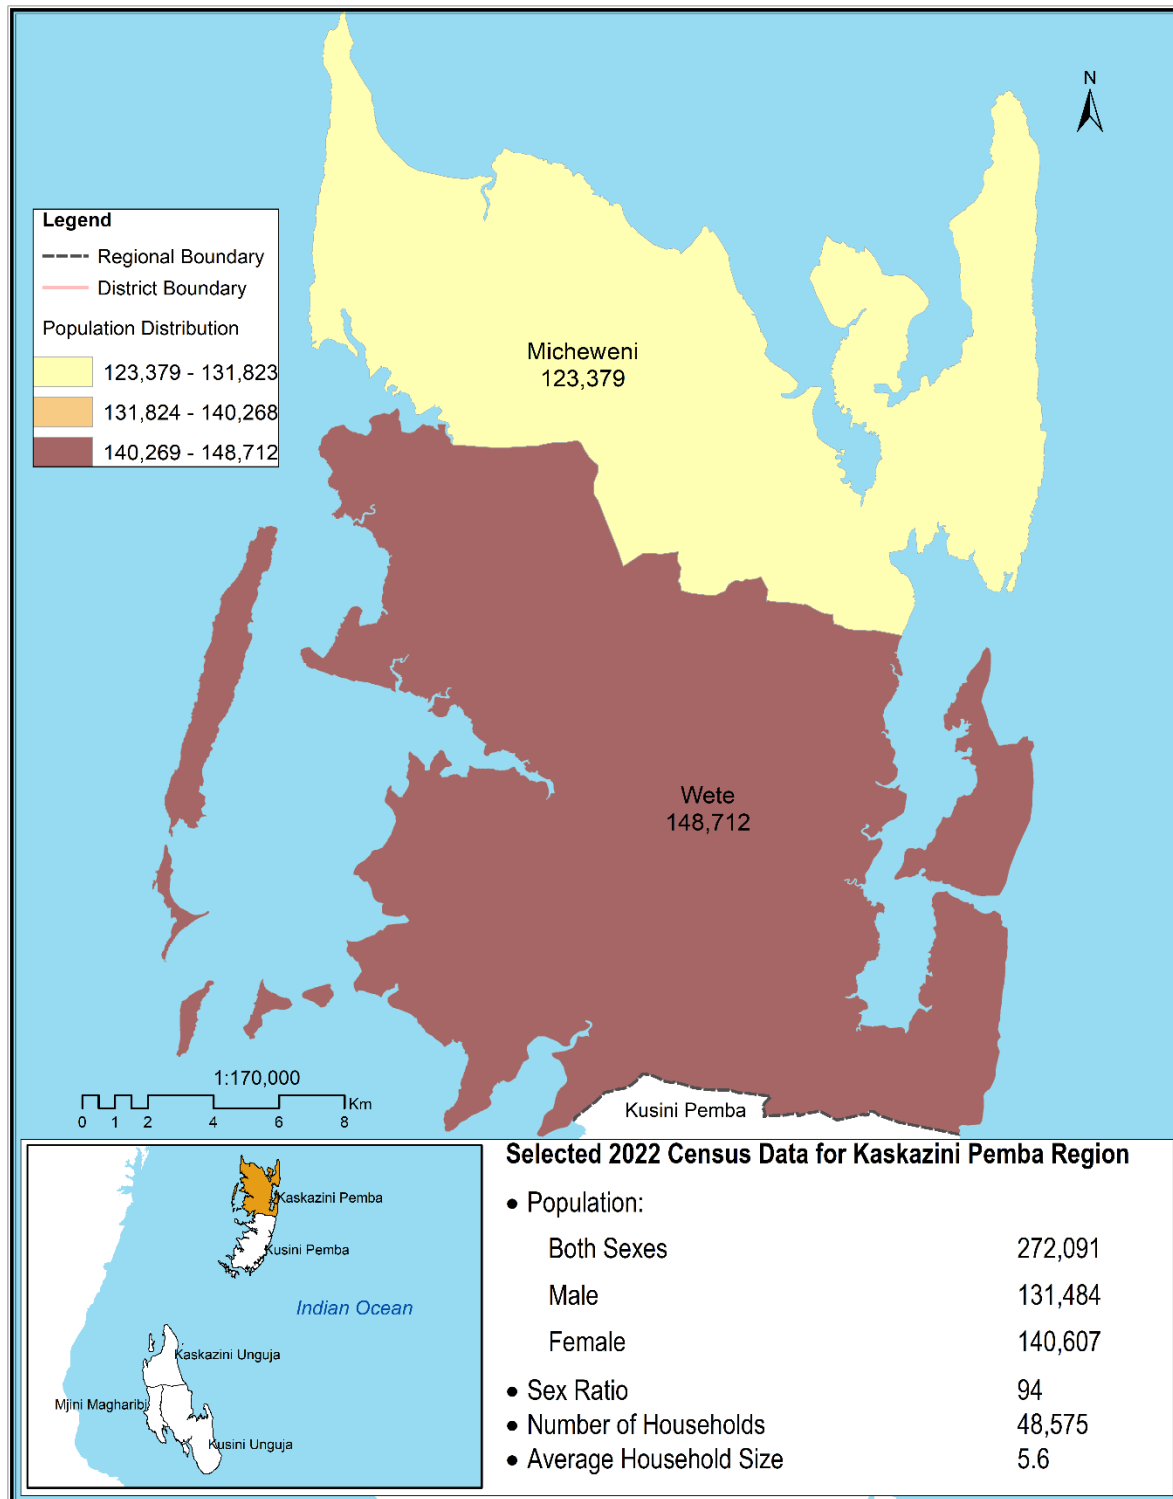 N
Legend
Regional Boundary
District Boundary
Population Distribution
123,379 - 131,823
131,824 - 140,268
140,269 - 148,712
Micheweni
123,379
Wete
148,712
Kusini Pemba
1:170,000
Km
0 1 2 4 6 8
Kaskazini Pemba
Kusini Pemba
Indian Ocean
Kaskazini Unguja
Mjini Magharibi
Kusini Unguja
Selected 2022 Census Data for Kaskazini Pemba Region
• Population:
Both Sexes 272,091
Male 131,484
Female 140,607
• Sex Ratio 94
• Number of Households 48,575
• Average Household Size 5.6